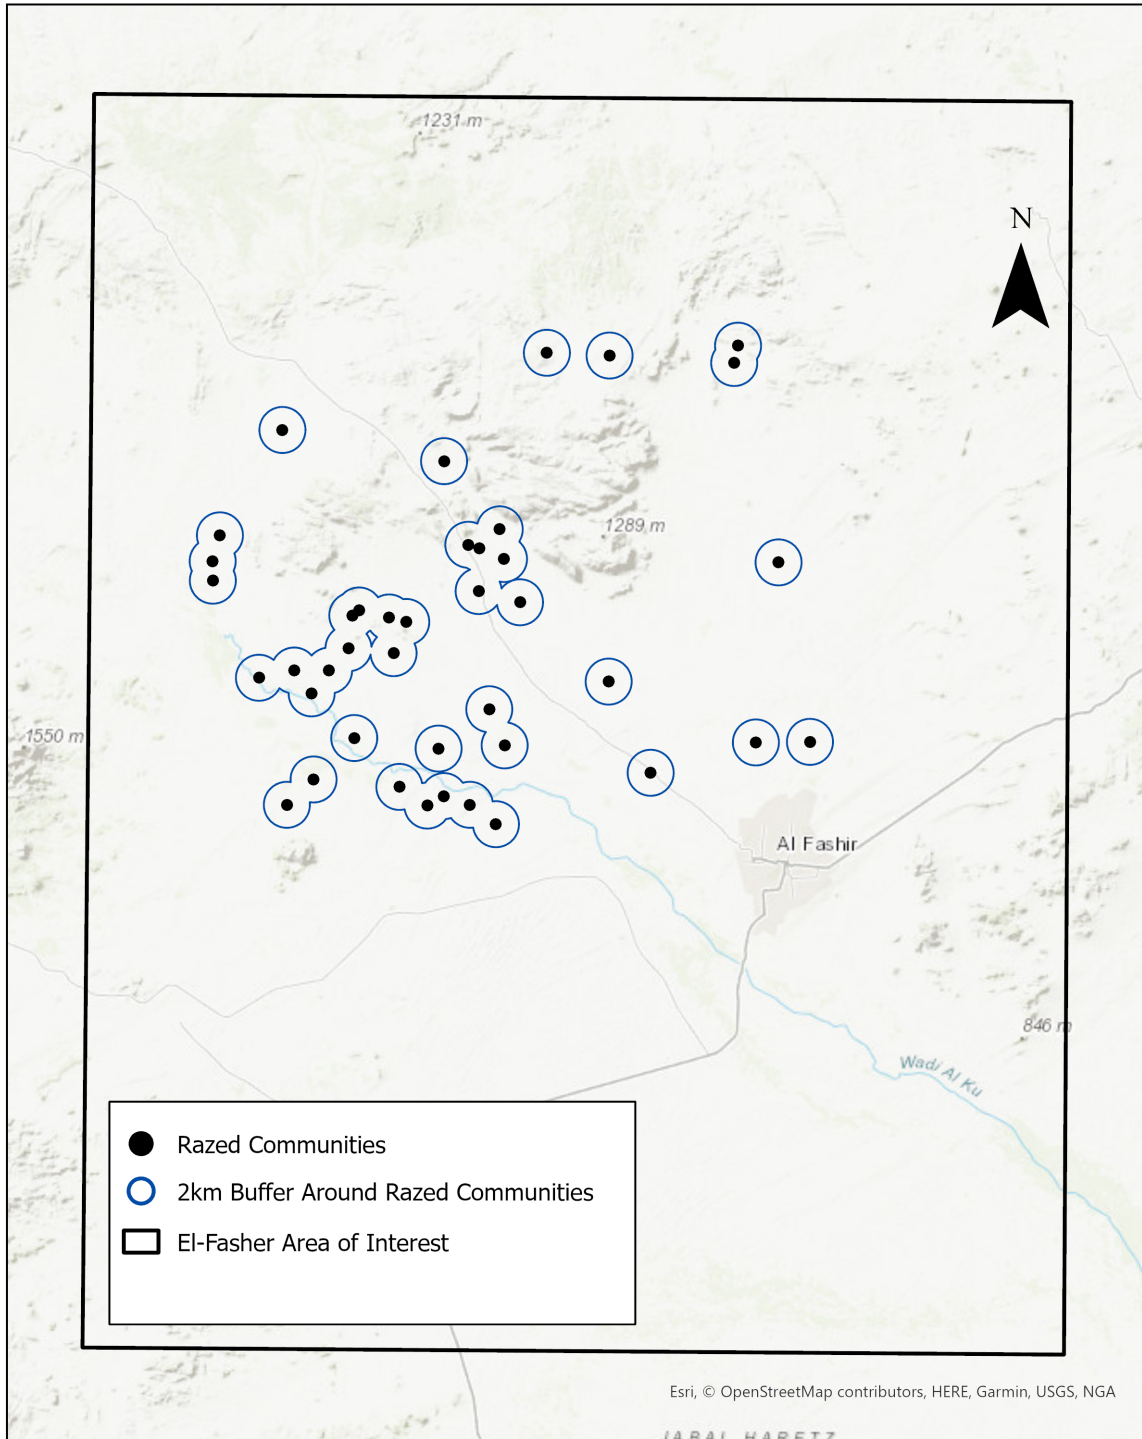 1231 m
N
1289 m
1550 m
Al Fashir
846 m
Wadi Al Ku
Razed Communities
2km Buffer Around Razed Communities
El-Fasher Area of Interest
Esri, © OpenStreetMap contributors, HERE, Garmin, USGS, NGA